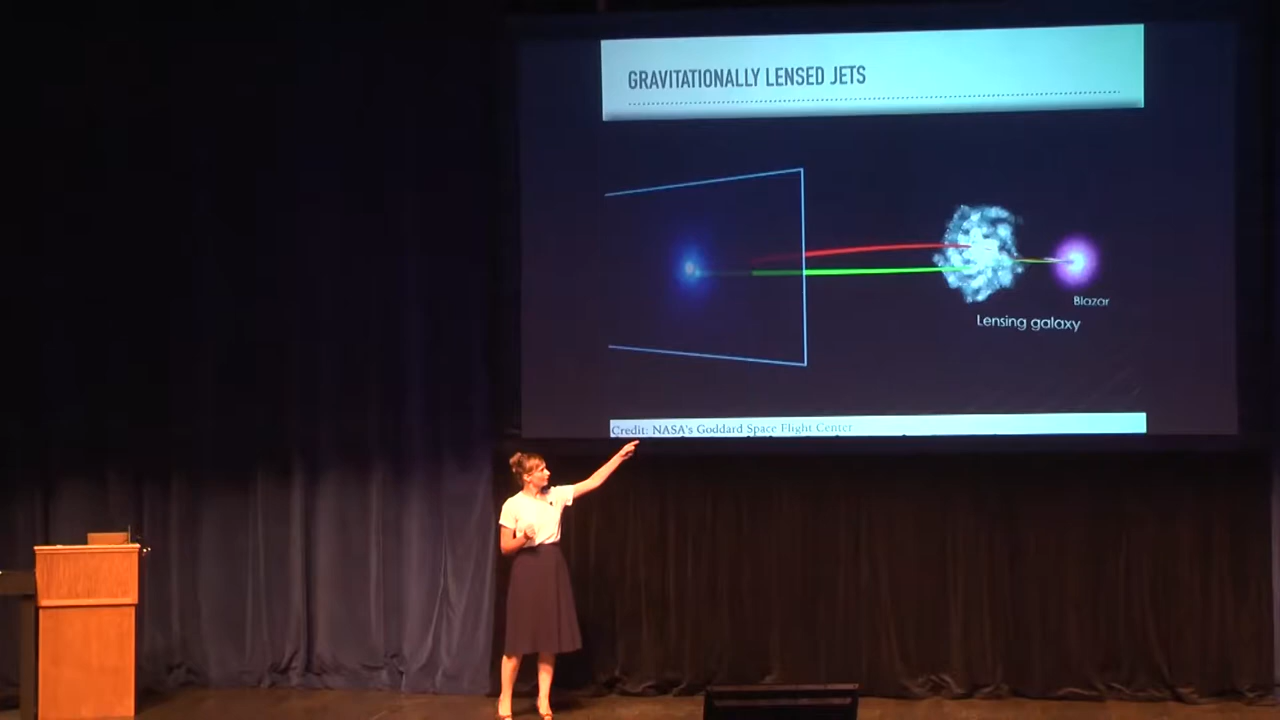 GRAVITATIONALLY LENSED JETS
Blazar
Lensing galaxy
Credit: NASA's Goddard Space Flight Center